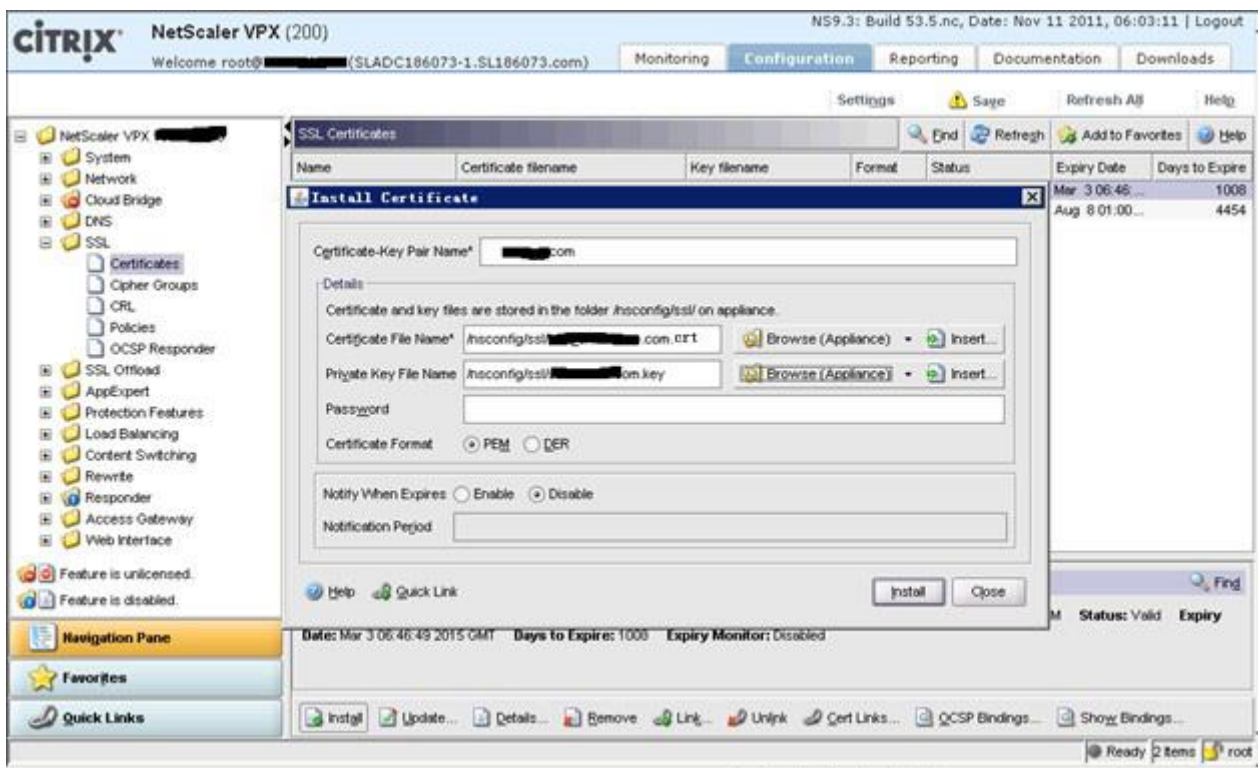 CITRIX
NetScaler VPX (200)
NS9.3: Build 53.5.nc, Date: Nov 11 2011, 06:03:11 | Logout
Welcome root@ (SLADC186073-1.SL186073.com)
Monitoring Configuration Reporting Documentation Downloads
Settings Save Refresh All Help
NetScaler VPX
System
Network
Cloud Bridge
DNS
SSL
Certificates
Cipher Groups
CRL
Policies
OCSP Responder
SSL Offload
AppExpert
Protection Features
Load Balancing
Content Switching
Rewrite
Responder
Access Gateway
Web Interface
Feature is unlicensed.
Feature is disabled.
Navigation Pane
Favorites
Quick Links
SSL Certificates Find Refresh Add to Favorites Help
Name Certificate filename Key filename Format Status Expiry Date Days to Expire
Mar 3 06:46:... 1008
Aug 8 01:00... 4454
Install Certificate
Certificate-Key Pair Name* com
Details
Certificate and key files are stored in the folder /nsconfig/ssl/ on appliance.
Certificate File Name* /nsconfig/ssl/ .com.crt Browse (Appliance) Insert...
Private Key File Name /nsconfig/ssl/ om.key Browse (Appliance) Insert...
Password
Certificate Format PEM DER
Notify When Expires Enable Disable
Notification Period
Help Quick Link Install Close
Find
M Status: Valid Expiry
Date: Mar 3 06:46:49 2015 GMT Days to Expire: 1008 Expiry Monitor: Disabled
Install Update... Details... Remove Link... Unlink Cert Links... OCSP Bindings... Show Bindings...
Ready 2 Items root